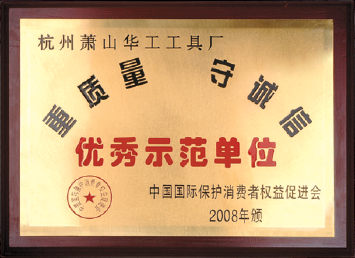 杭州萧山华工工具厂
重质量 守诚信
优秀示范单位
中国国际保护消费者权益促进会
2008年颁